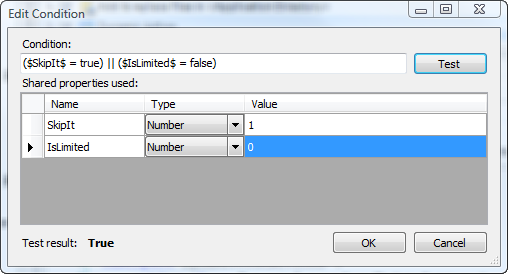 Edit Condition
Condition:
($SkipIt$ = true) || ($IsLimited$ = false)
Test
Shared properties used:
Name Type Value
SkipIt Number 1
IsLimited Number 0
Test result: True
OK Cancel